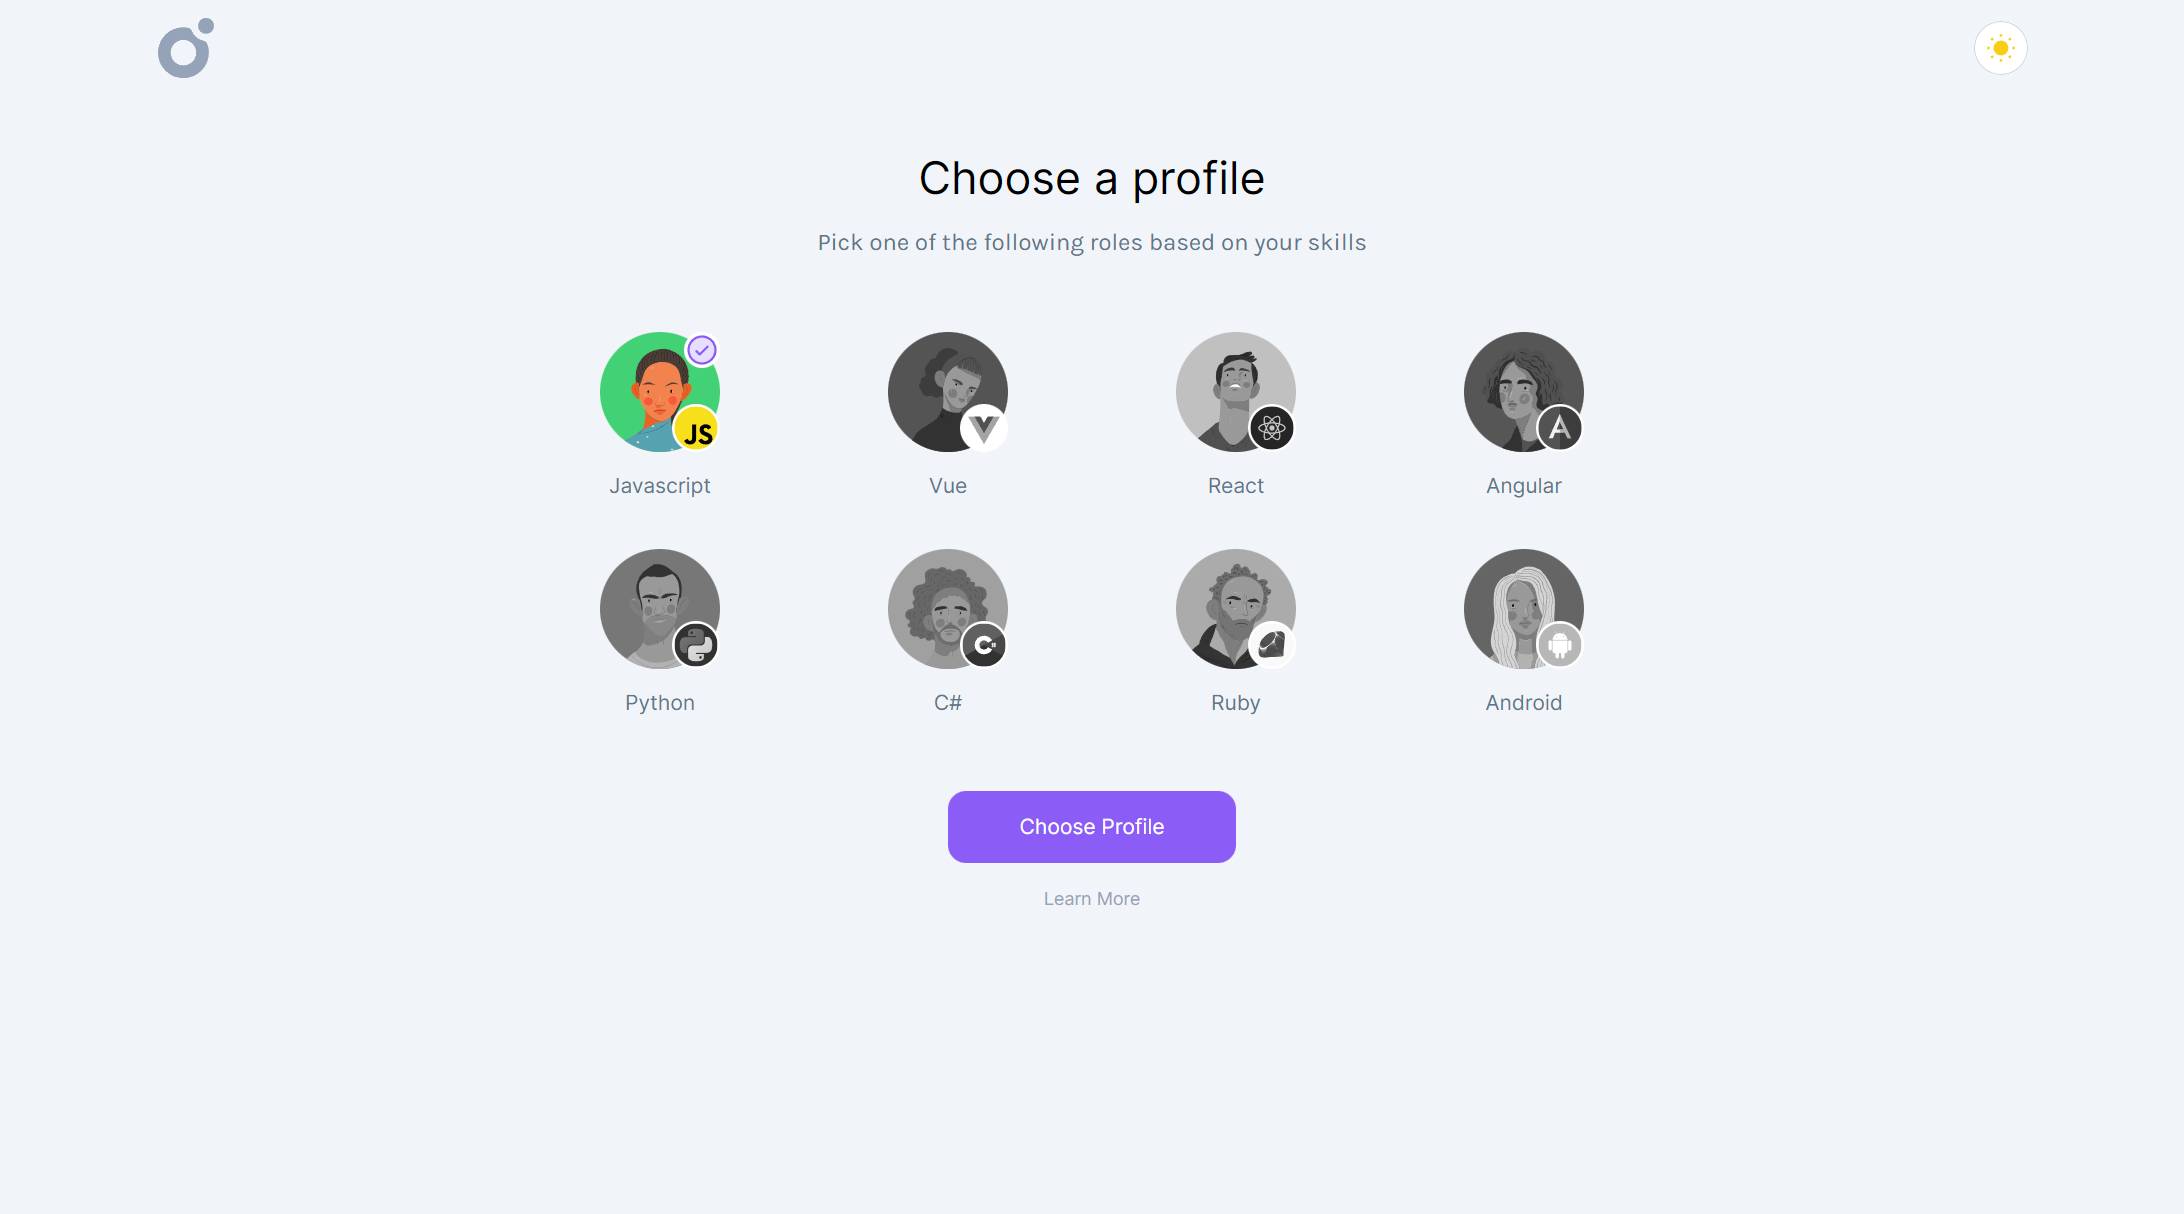 Choose a profile
Pick one of the following roles based on your skills
JS
Javascript
Vue
React
A
Angular
Python
C#
C#
Ruby
Android
Choose Profile
Learn More